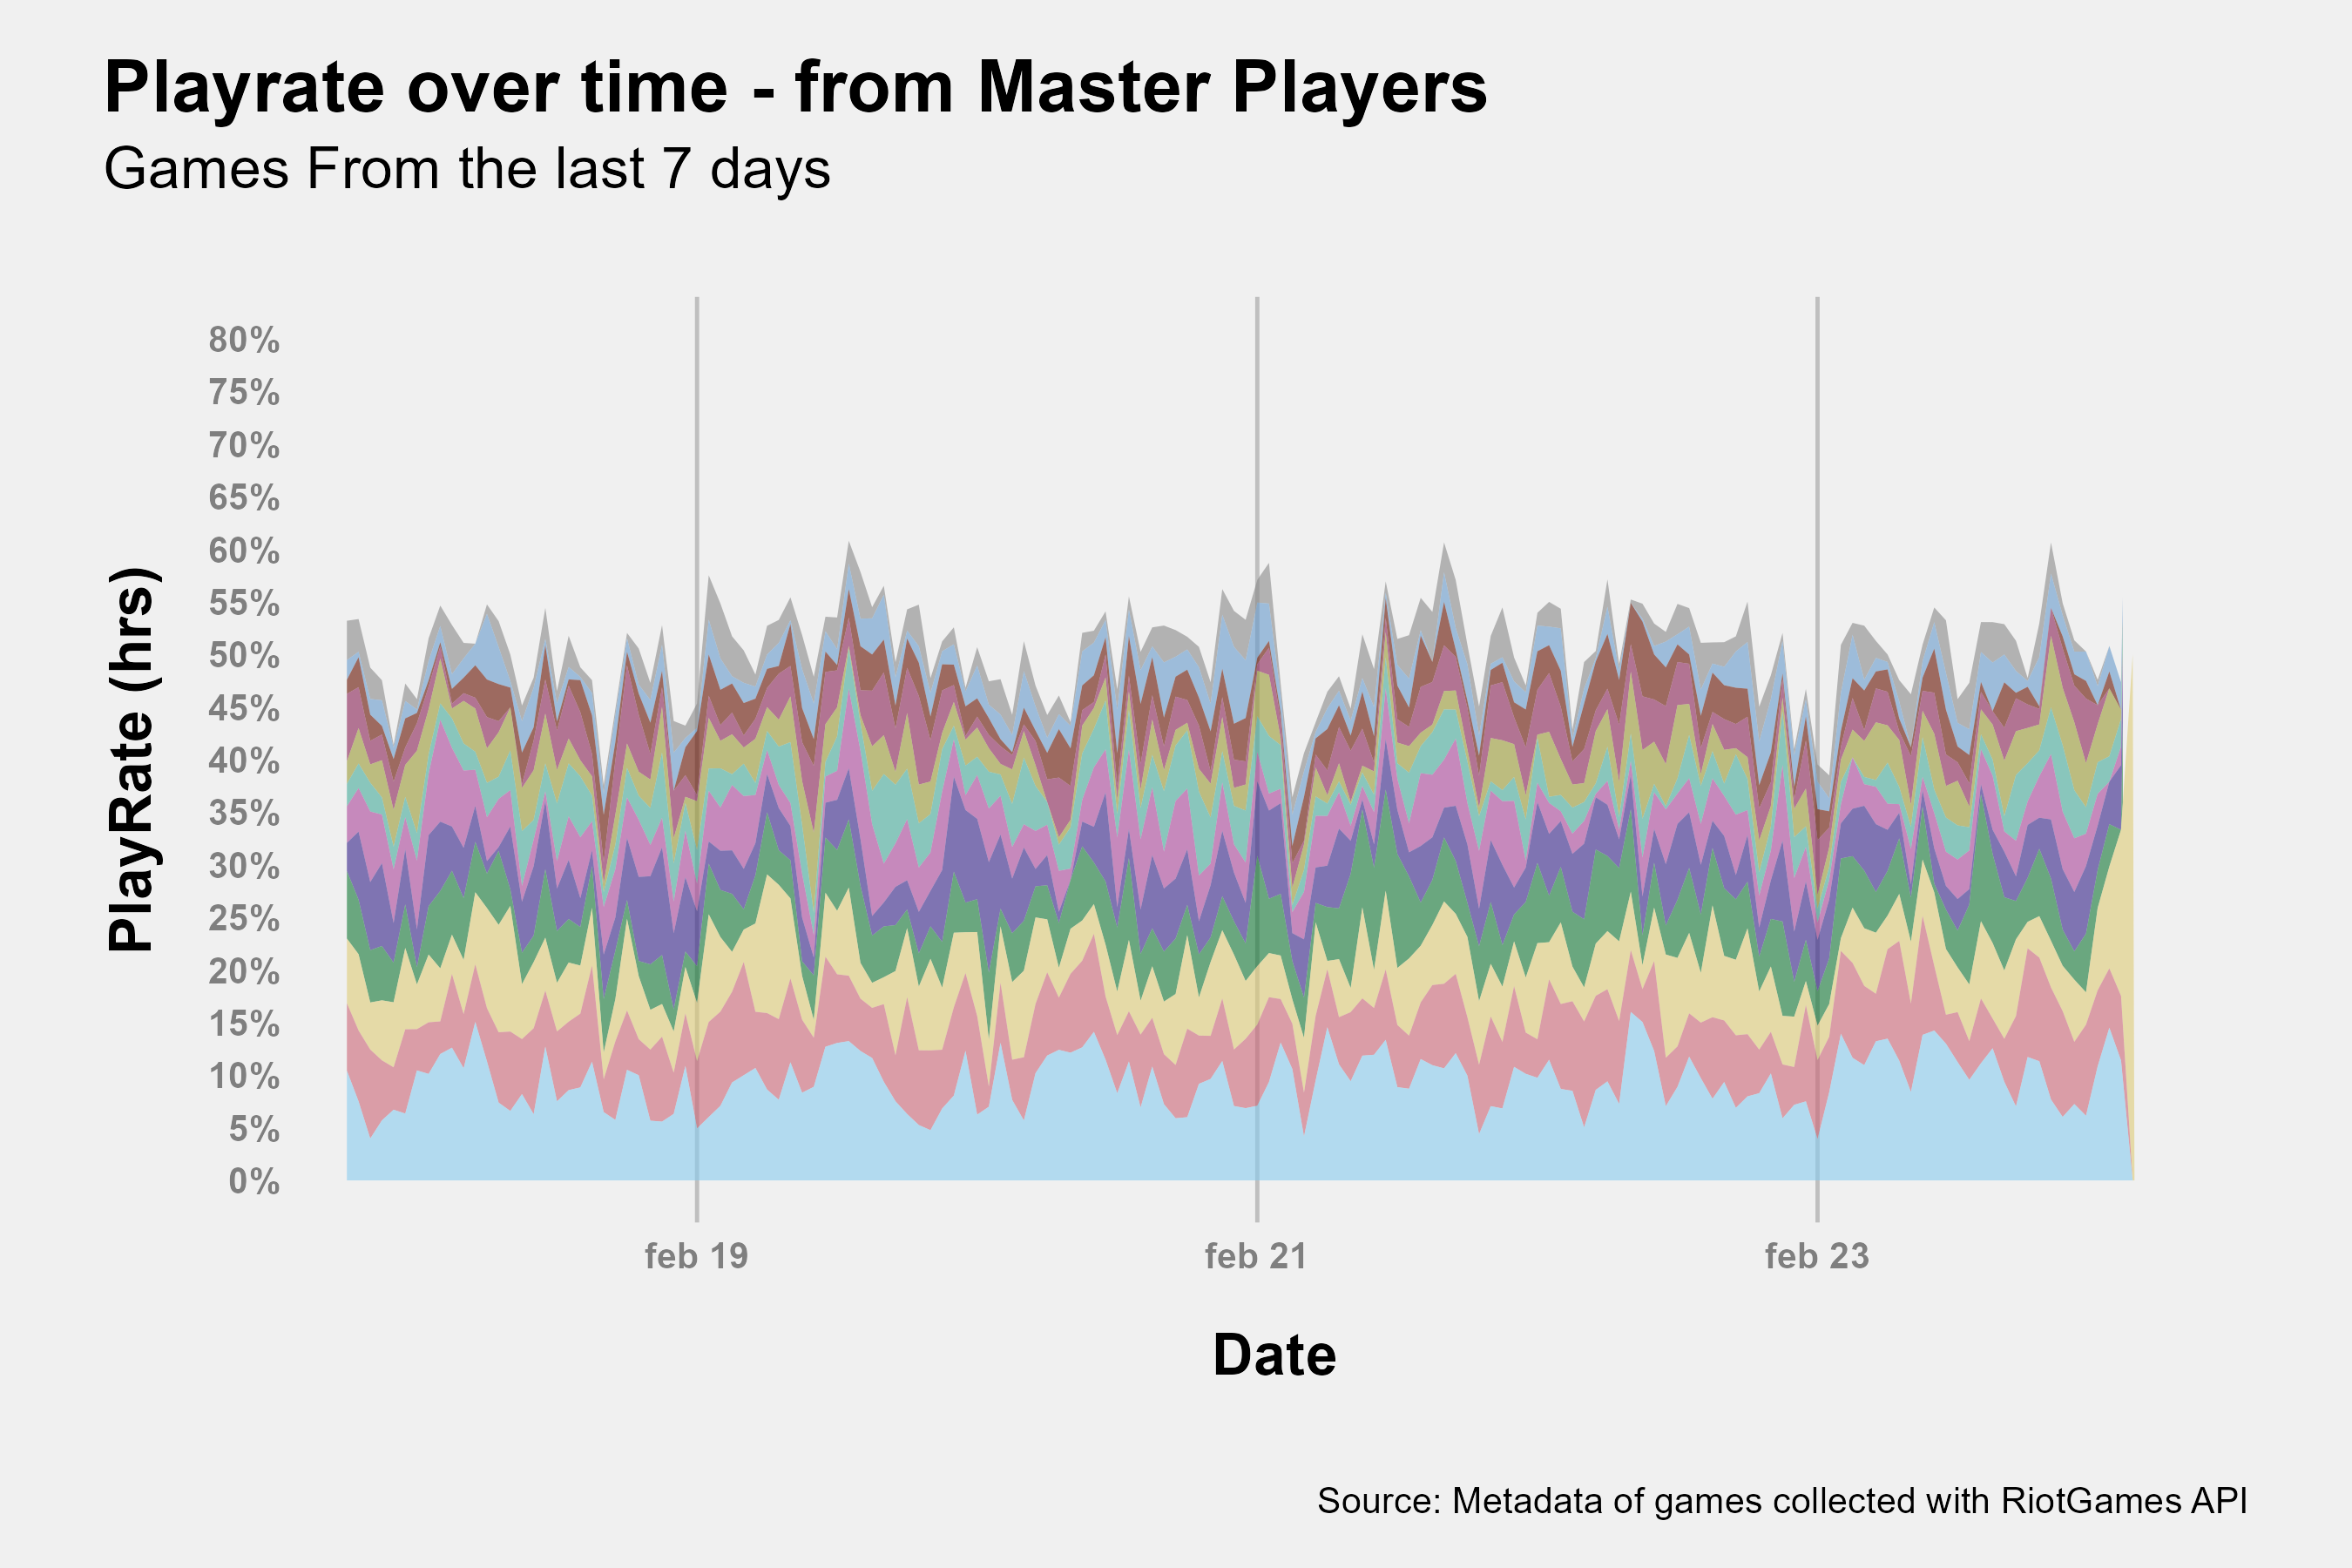 Playrate over time - from Master Players
Games From the last 7 days
80%
75%
70%
65%
60%
55%
50%
45%
40%
35%
30%
25%
20%
15%
10%
5%
0%
PlayRate (hrs)
feb 19
feb 21
feb 23
Date
Source: Metadata of games collected with RiotGames API